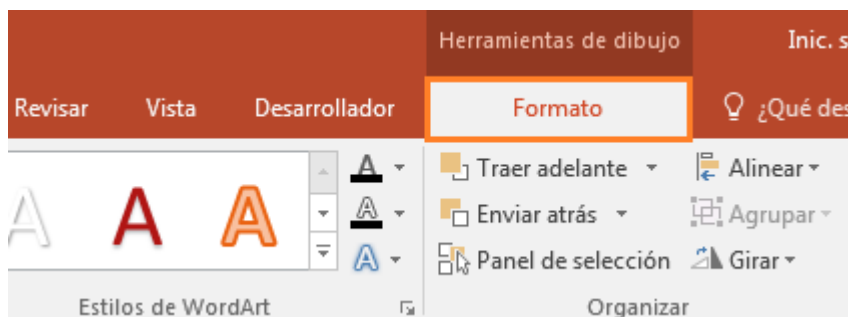 Herramientas de dibujo Inic. s
Revisar Vista Desarrollador Formato ¿Qué des
A A A A Traer adelante Alinear
A Enviar atrás Agrupar
A Panel de selección Girar
Estilos de WordArt Organizar